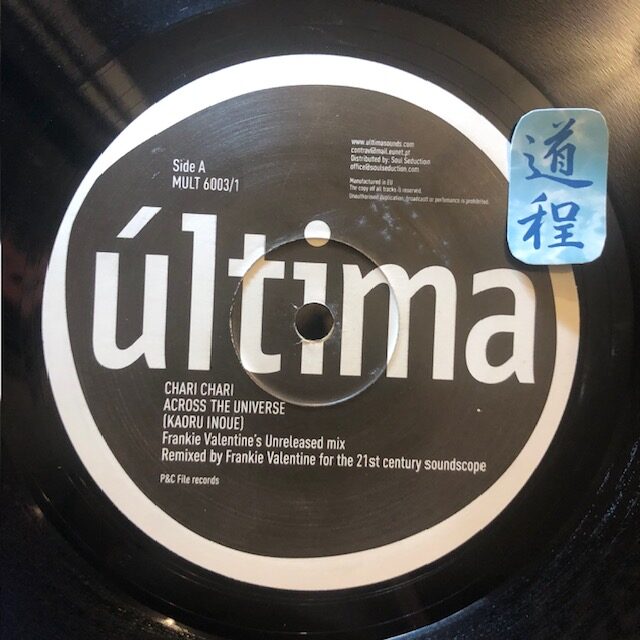 Side A
MULT 6003/1
www.ultimasounds.com
contravi@mail.eunet.pt
Distributed by: Soul Seduction
office@soulseduction.com
Manufactured in EU
The copy of all tracks is reserved.
Unauthorised duplication, broadcast or performance is prohibited.
道程
última
CHARI CHARI
ACROSS THE UNIVERSE
(KAORU INOUE)
Frankie Valentine's Unreleased mix
Remixed by Frankie Valentine for the 21st century soundscope
P&C File records